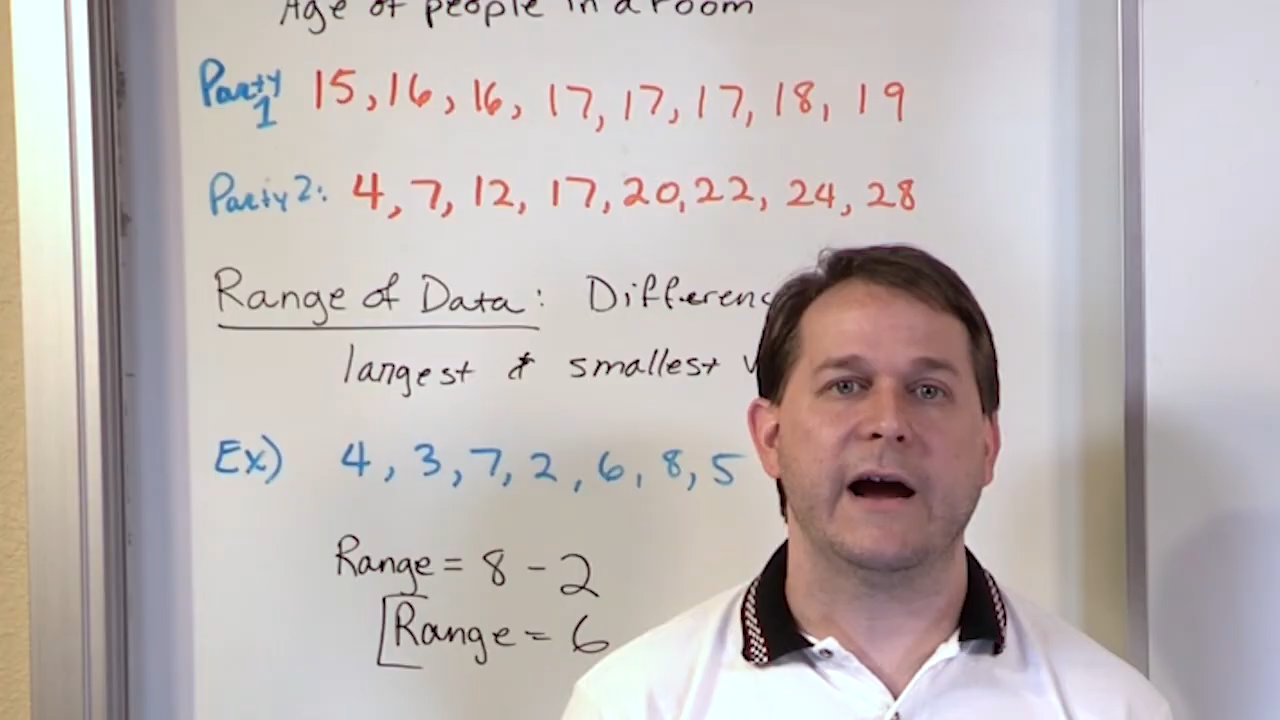 Age of people in a room
Party 1 15, 16, 16, 17, 17, 17, 18, 19
Party 2: 4, 7, 12, 17, 20, 22, 24, 28
Range of Data: Differenc
largest & smallest
Ex) 4, 3, 7, 2, 6, 8, 5
Range = 8 - 2
Range = 6